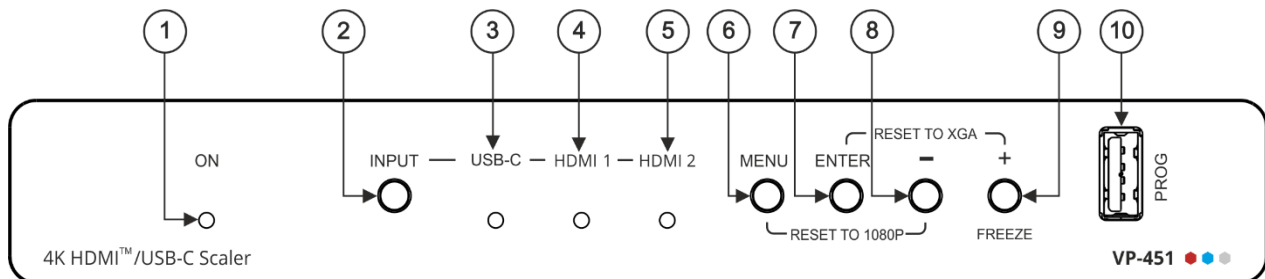 1 2 3 4 5 6 7 8 9 10
RESET TO XGA
ON INPUT USB-C HDMI 1 HDMI 2 MENU ENTER − +
PROG
RESET TO 1080P FREEZE
4K HDMI™/USB-C Scaler VP-451